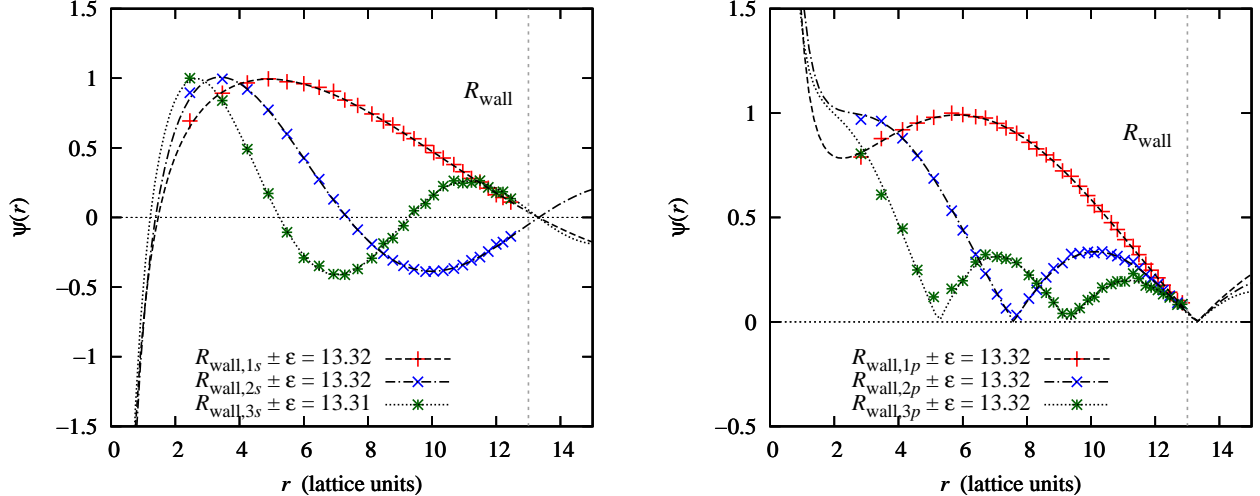 1.5
1
0.5
0
−0.5
−1
−1.5
ψ(r)
R_wall
R_wall,1s ± ε = 13.32
R_wall,2s ± ε = 13.32
R_wall,3s ± ε = 13.31
0 2 4 6 8 10 12 14
r (lattice units)
1.5
1
0.5
0
−0.5
ψ(r)
R_wall
R_wall,1p ± ε = 13.32
R_wall,2p ± ε = 13.32
R_wall,3p ± ε = 13.32
0 2 4 6 8 10 12 14
r (lattice units)